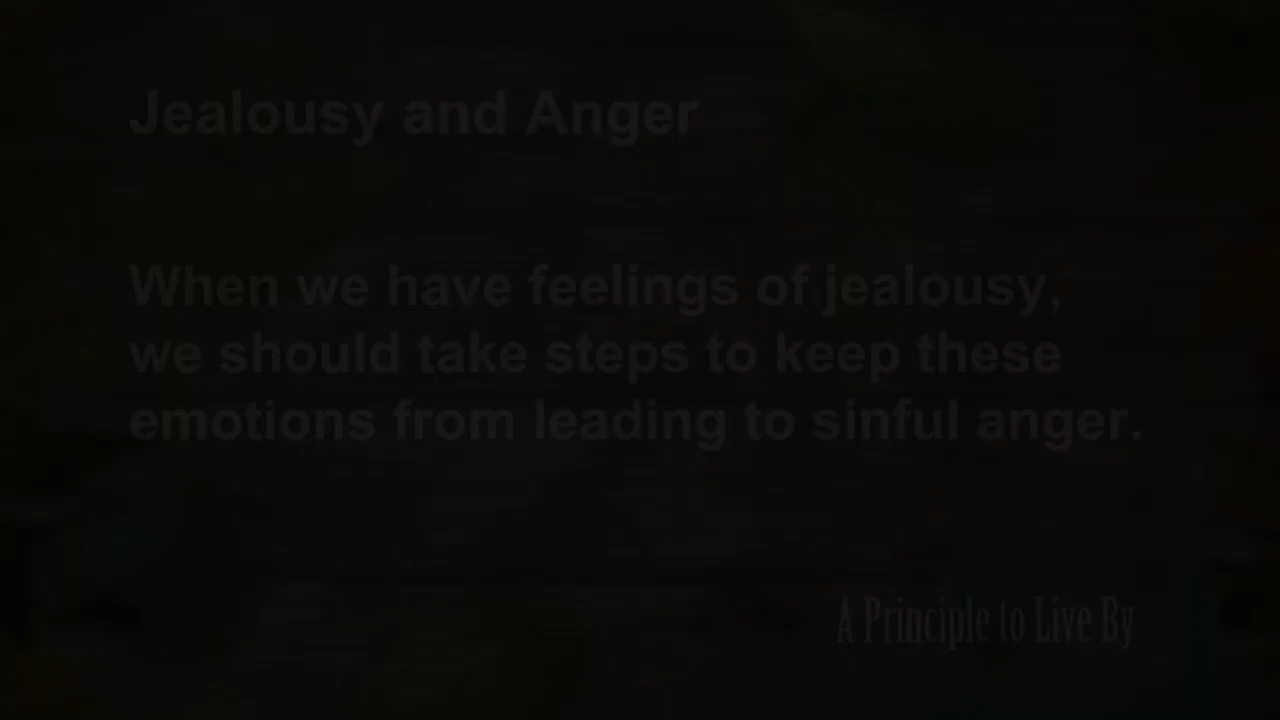 Jealousy and Anger
When we have feelings of jealousy,
we should take steps to keep these
emotions from leading to sinful anger.
A Principle to Live By